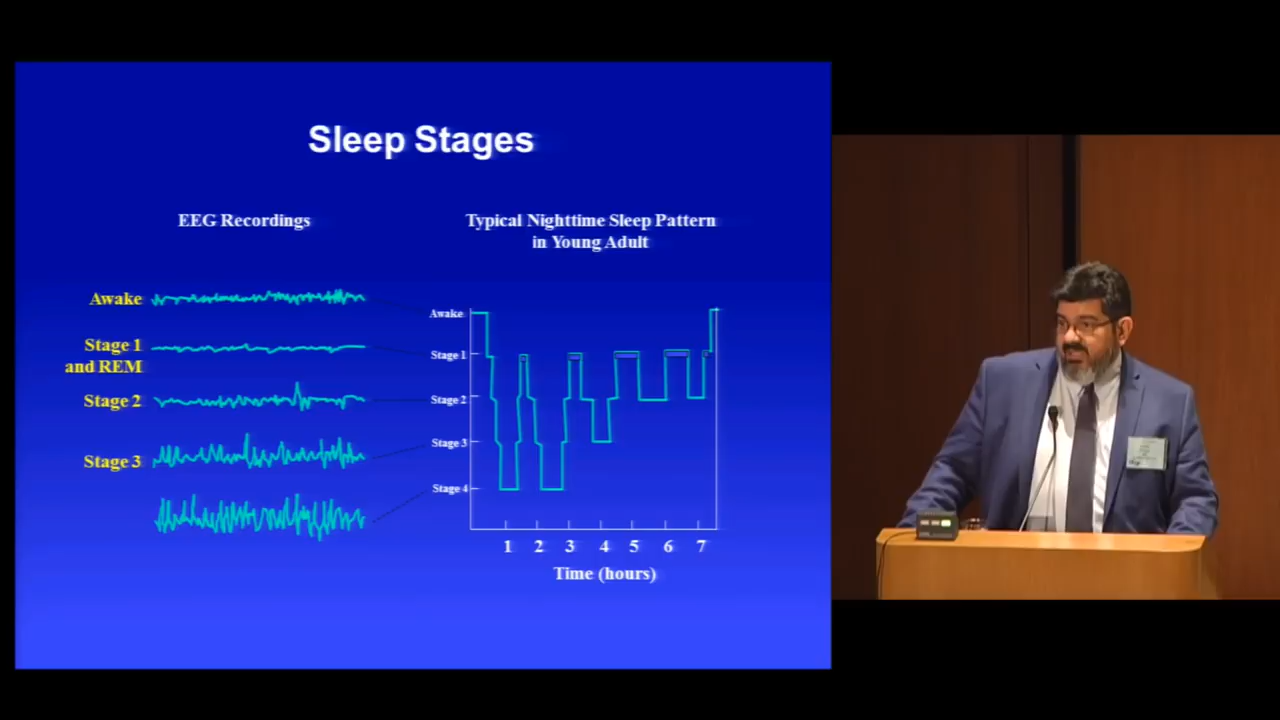 Sleep Stages
EEG Recordings
Typical Nighttime Sleep Pattern
in Young Adult
Awake
Stage 1
and REM
Stage 2
Stage 3
Awake
Stage 1
Stage 2
Stage 3
Stage 4
1 2 3 4 5 6 7
Time (hours)